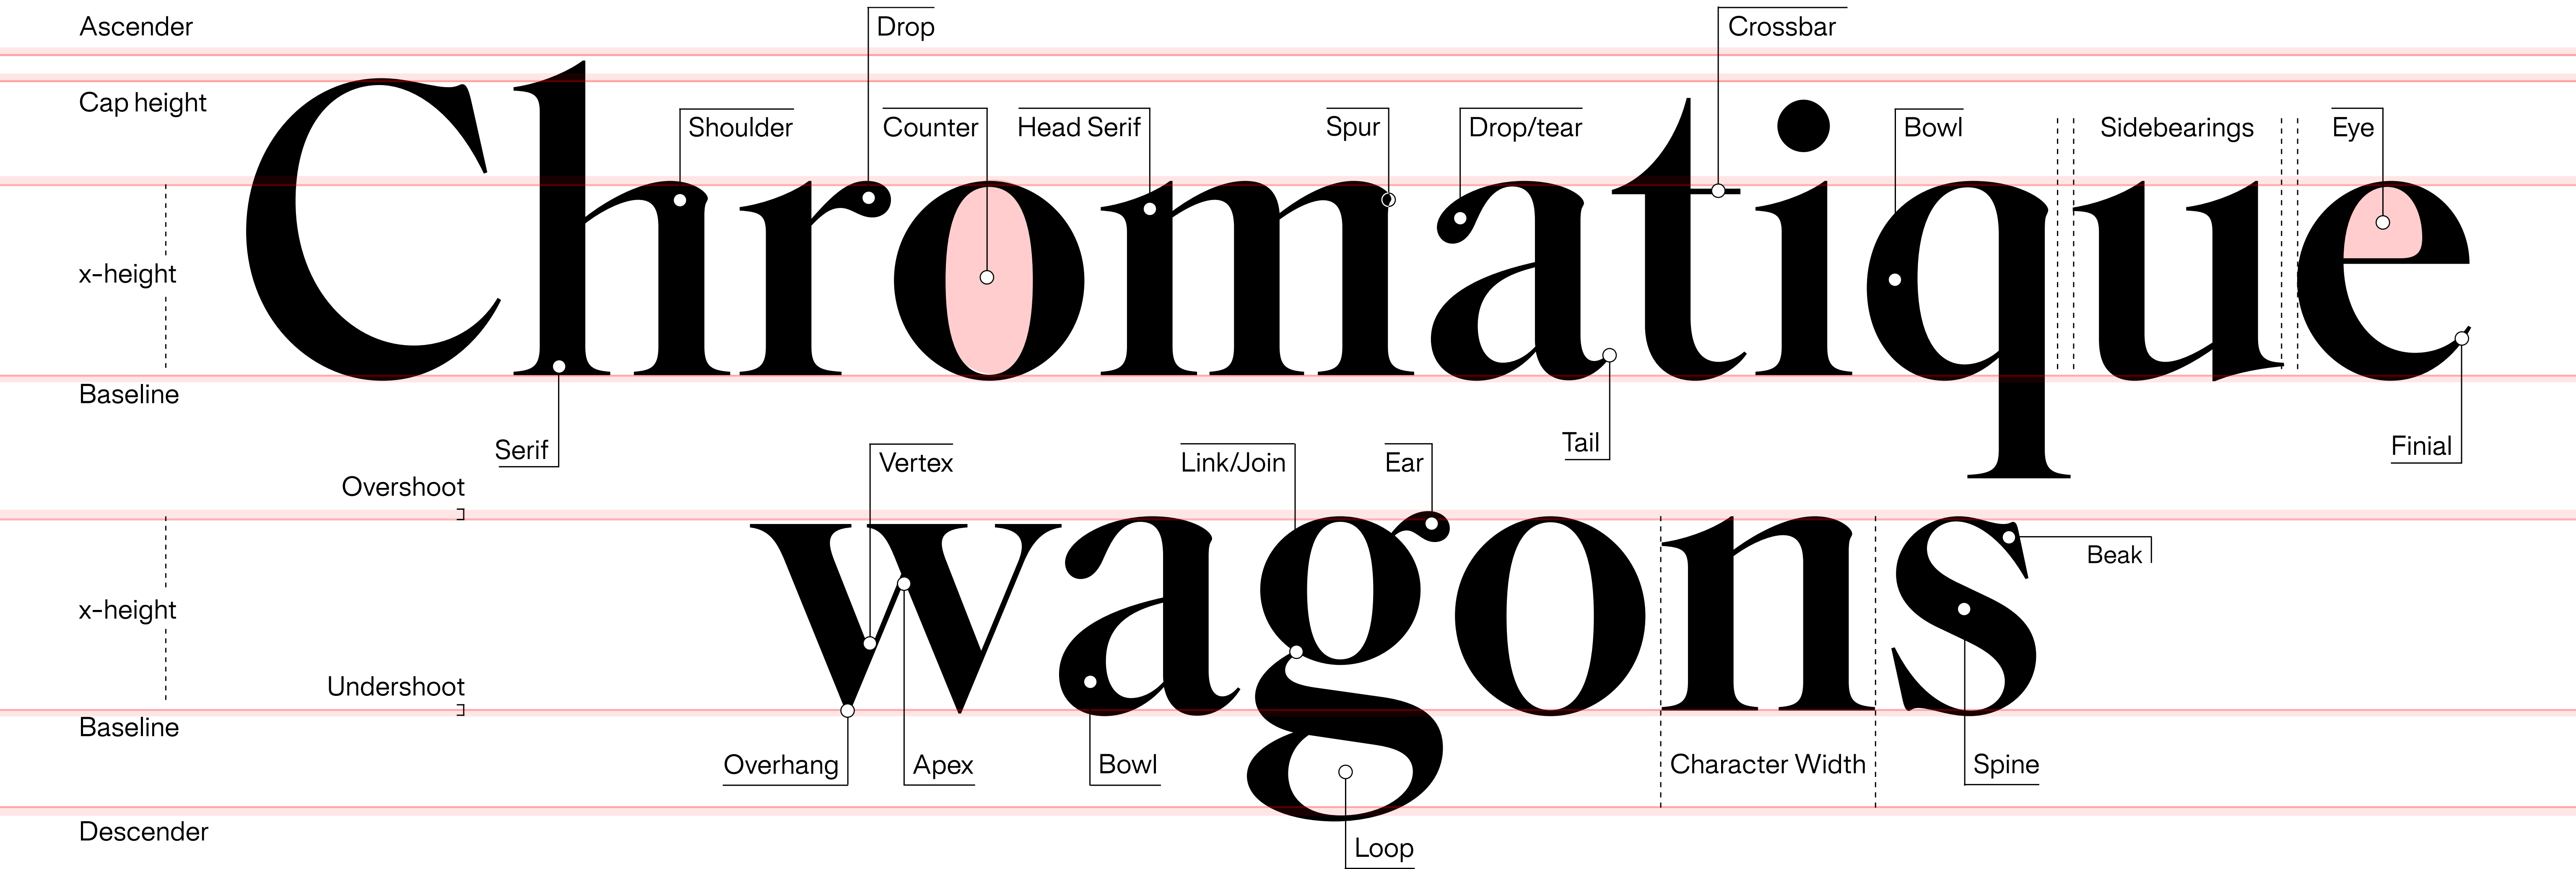 Ascender
Drop
Crossbar
Cap height
Shoulder
Counter
Head Serif
Spur
Drop/tear
Bowl
Sidebearings
Eye
Chromatique
x-height
Baseline
Serif
Tail
Finial
Overshoot
Vertex
Link/Join
Ear
Beak
wagons
x-height
Undershoot
Baseline
Overhang
Apex
Bowl
Character Width
Spine
Descender
Loop